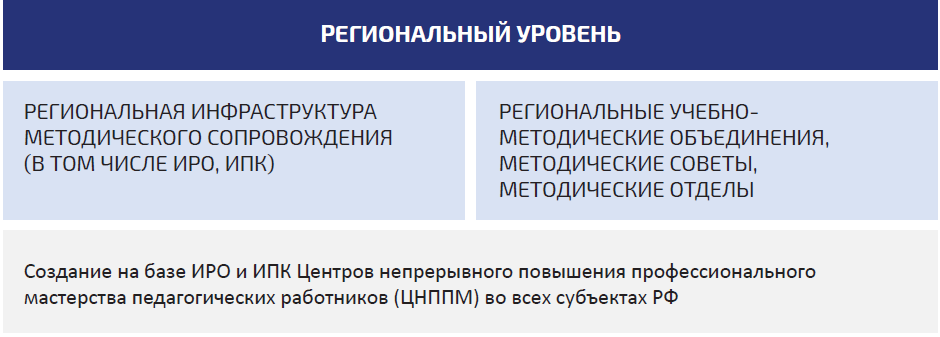 РЕГИОНАЛЬНЫЙ УРОВЕНЬ
РЕГИОНАЛЬНАЯ ИНФРАСТРУКТУРА
МЕТОДИЧЕСКОГО СОПРОВОЖДЕНИЯ
(В ТОМ ЧИСЛЕ ИРО, ИПК)
РЕГИОНАЛЬНЫЕ УЧЕБНО-
МЕТОДИЧЕСКИЕ ОБЪЕДИНЕНИЯ,
МЕТОДИЧЕСКИЕ СОВЕТЫ,
МЕТОДИЧЕСКИЕ ОТДЕЛЫ
Создание на базе ИРО и ИПК Центров непрерывного повышения профессионального
мастерства педагогических работников (ЦНППМ) во всех субъектах РФ